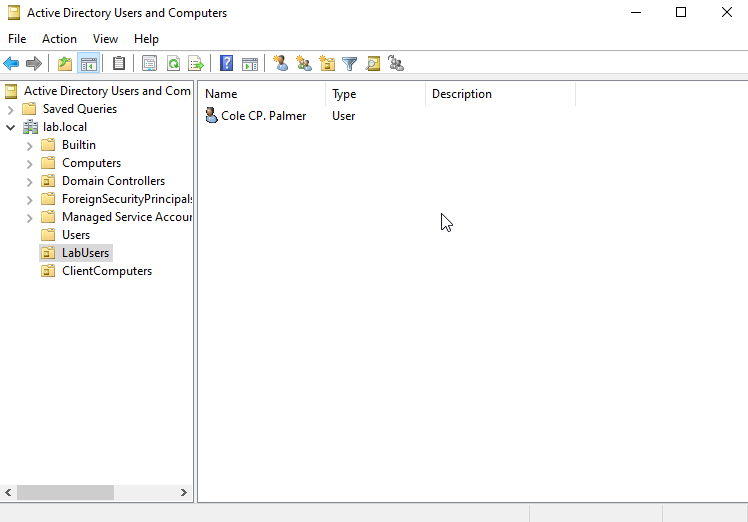 Active Directory Users and Computers
File Action View Help
Active Directory Users and Com
Saved Queries
lab.local
Builtin
Computers
Domain Controllers
ForeignSecurityPrincipals
Managed Service Accour
Users
LabUsers
ClientComputers
Name Type Description
Cole CP. Palmer User